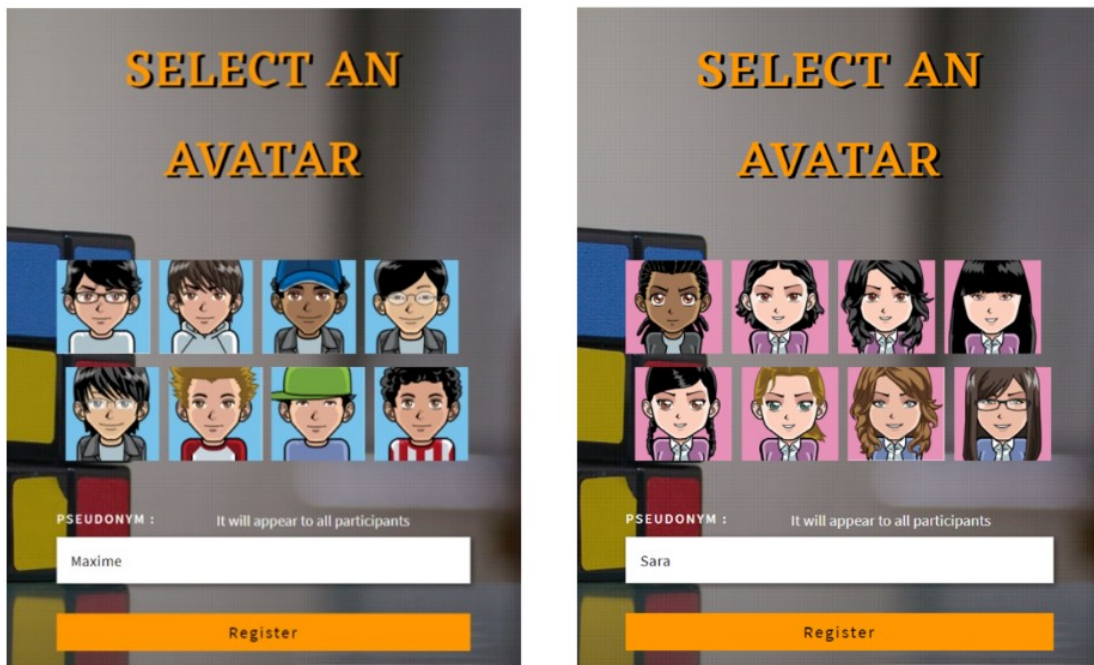 SELECT AN
AVATAR
PSEUDONYM : It will appear to all participants
Maxime
Register
SELECT AN
AVATAR
PSEUDONYM : It will appear to all participants
Sara
Register